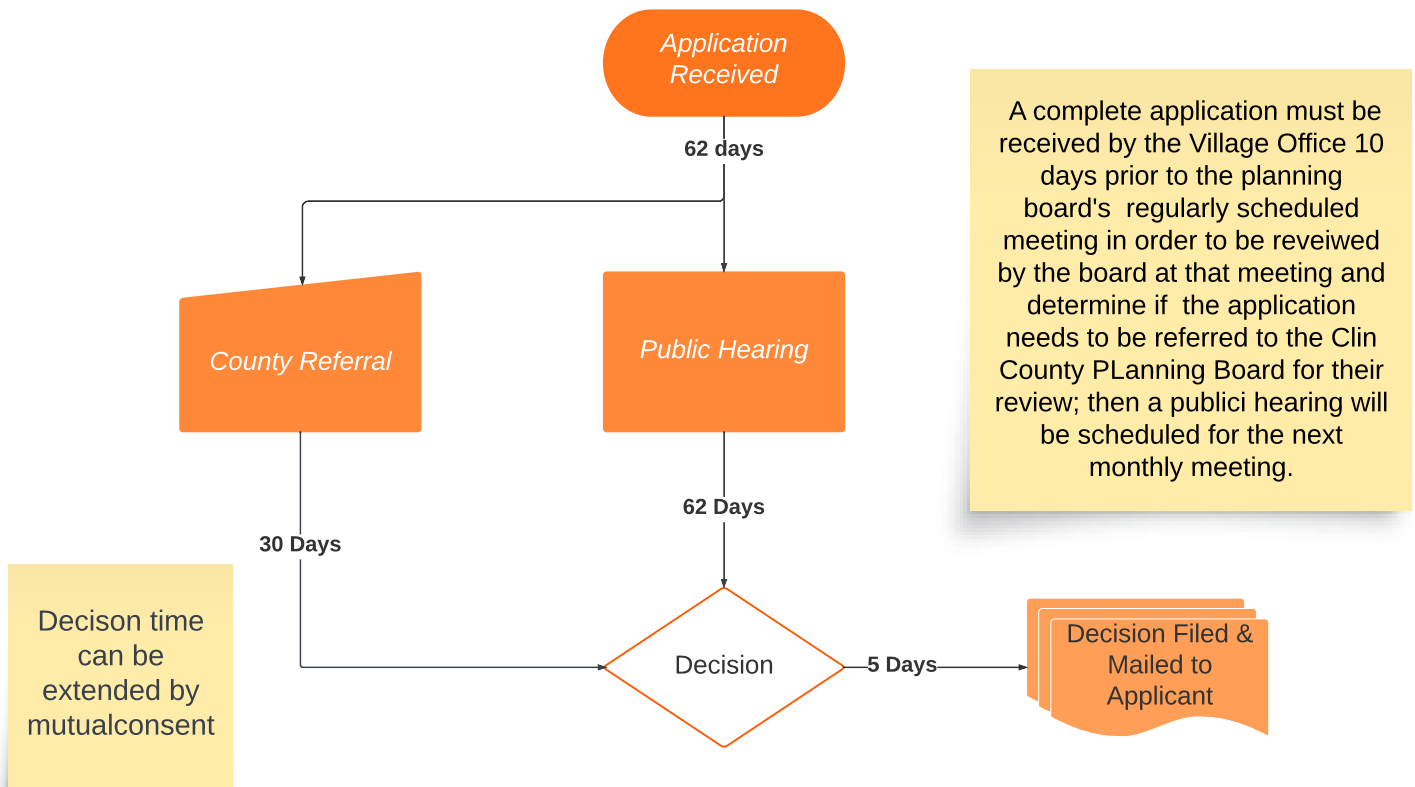 Application
Received
62 days
A complete application must be
received by the Village Office 10
days prior to the planning
board's  regularly scheduled
meeting in order to be reveiwed
by the board at that meeting and
determine if  the application
needs to be referred to the Clin
County PLanning Board for their
review; then a publici hearing will
be scheduled for the next
monthly meeting.
County Referral
Public Hearing
62 Days
30 Days
Decison time
can be
extended by
mutualconsent
Decision
5 Days
Decision Filed &
Mailed to
Applicant